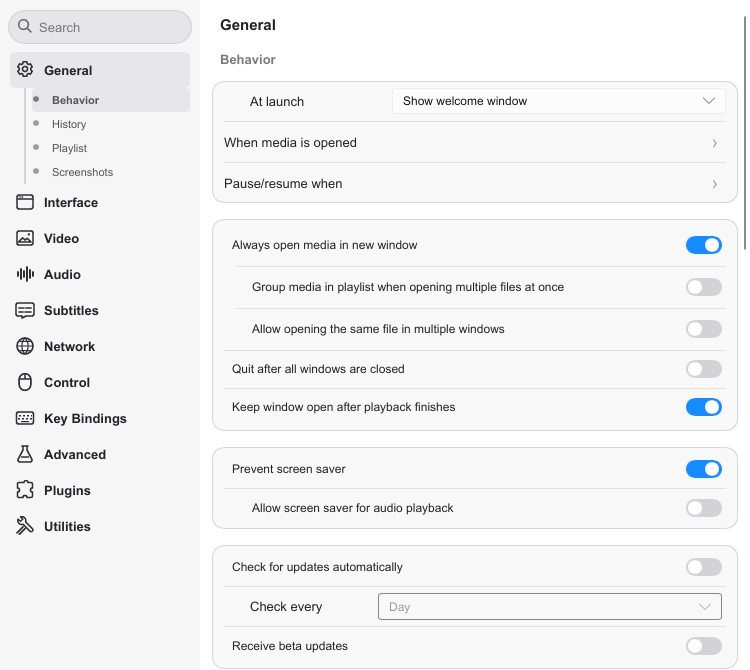 Search
General
Behavior
History
Playlist
Screenshots
Interface
Video
Audio
Subtitles
Network
Control
Key Bindings
Advanced
Plugins
Utilities
General
Behavior
At launch Show welcome window
When media is opened
Pause/resume when
Always open media in new window
Group media in playlist when opening multiple files at once
Allow opening the same file in multiple windows
Quit after all windows are closed
Keep window open after playback finishes
Prevent screen saver
Allow screen saver for audio playback
Check for updates automatically
Check every Day
Receive beta updates